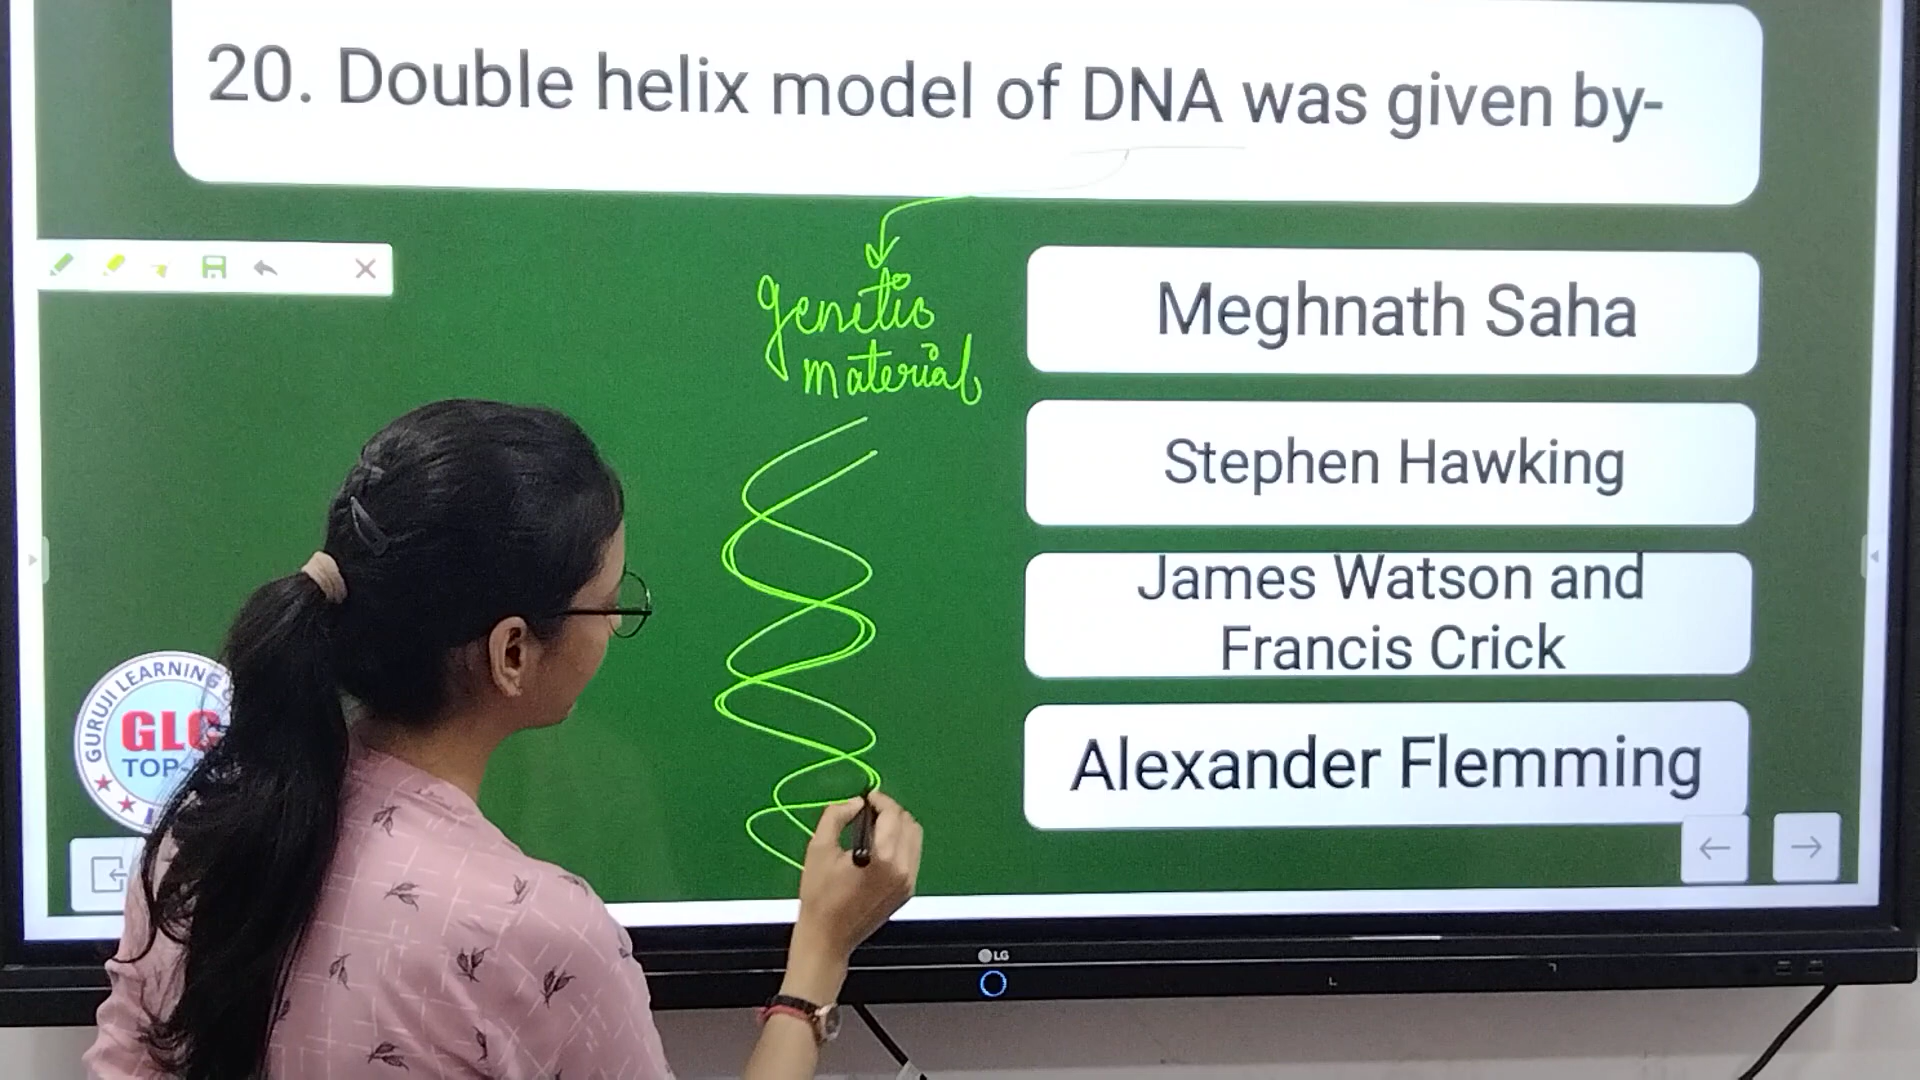 20. Double helix model of DNA was given by-
genetic
material
Meghnath Saha
Stephen Hawking
James Watson and
Francis Crick
Alexander Flemming
GURUJI LEARNING
GLC
TOP-
LG